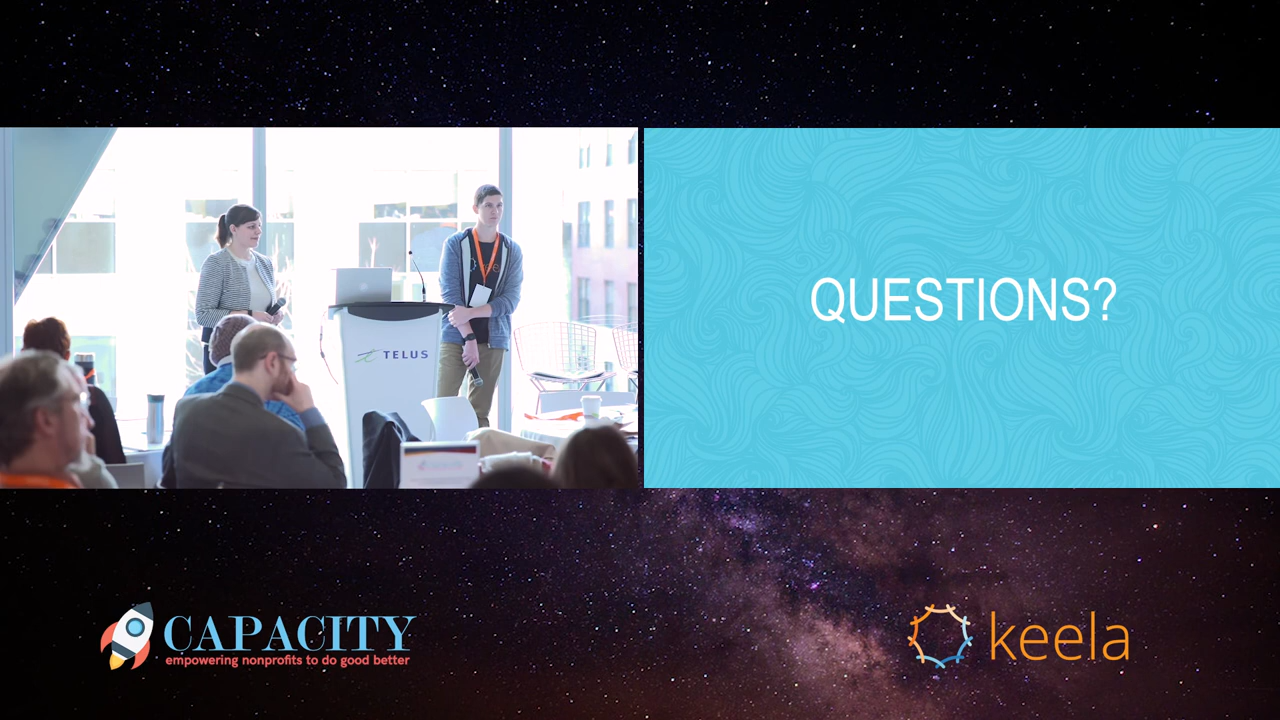 TELUS
QUESTIONS?
CAPACITY
empowering nonprofits to do good better
keela